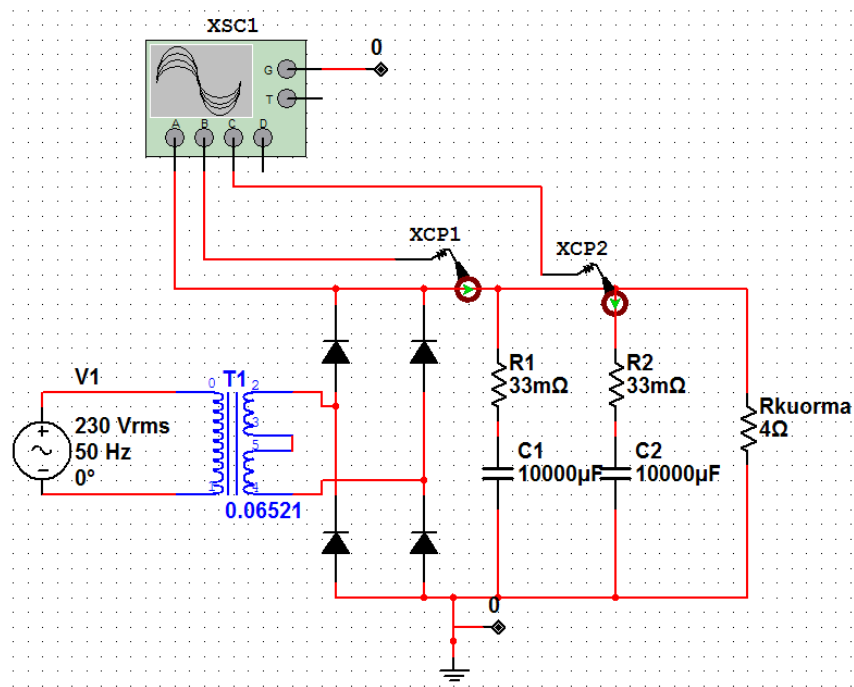 XSC1
0
G
T
A B C D
XCP1
XCP2
V1
0 T1 2
R1
33mΩ
R2
33mΩ
Rkuorma
4Ω
3
5
230 Vrms
50 Hz
0°
C1
10000µF
C2
10000µF
1 4
0.06521
0